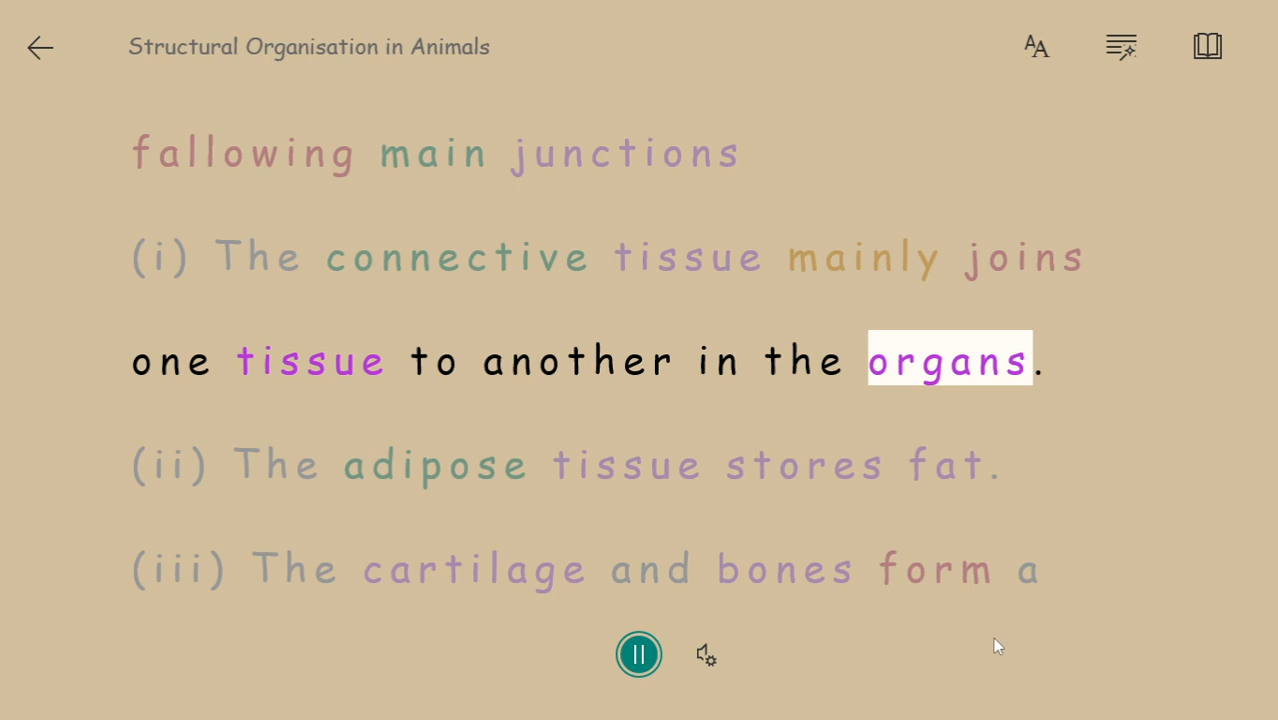 Structural Organisation in Animals
fallowing main junctions
(i) The connective tissue mainly joins
one tissue to another in the organs.
(ii) The adipose tissue stores fat.
(iii) The cartilage and bones form a